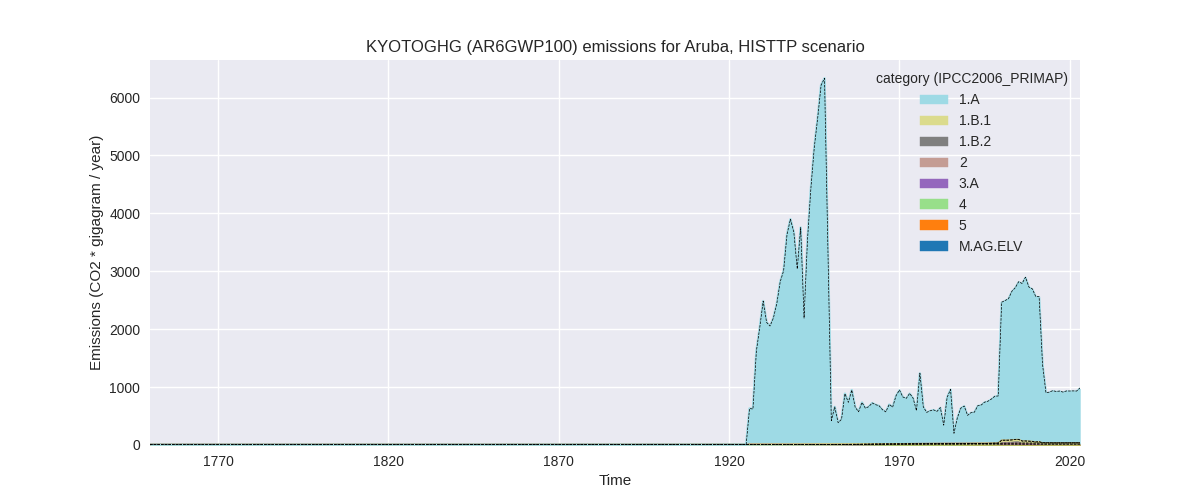 KYOTOGHG (AR6GWP100) emissions for Aruba, HISTTP scenario
category (IPCC2006_PRIMAP)
1.A
1.B.1
1.B.2
2
3.A
4
5
M.AG.ELV
Emissions (CO2 * gigagram / year)
6000
5000
4000
3000
2000
1000
0
1770 1820 1870 1920 1970 2020
Time